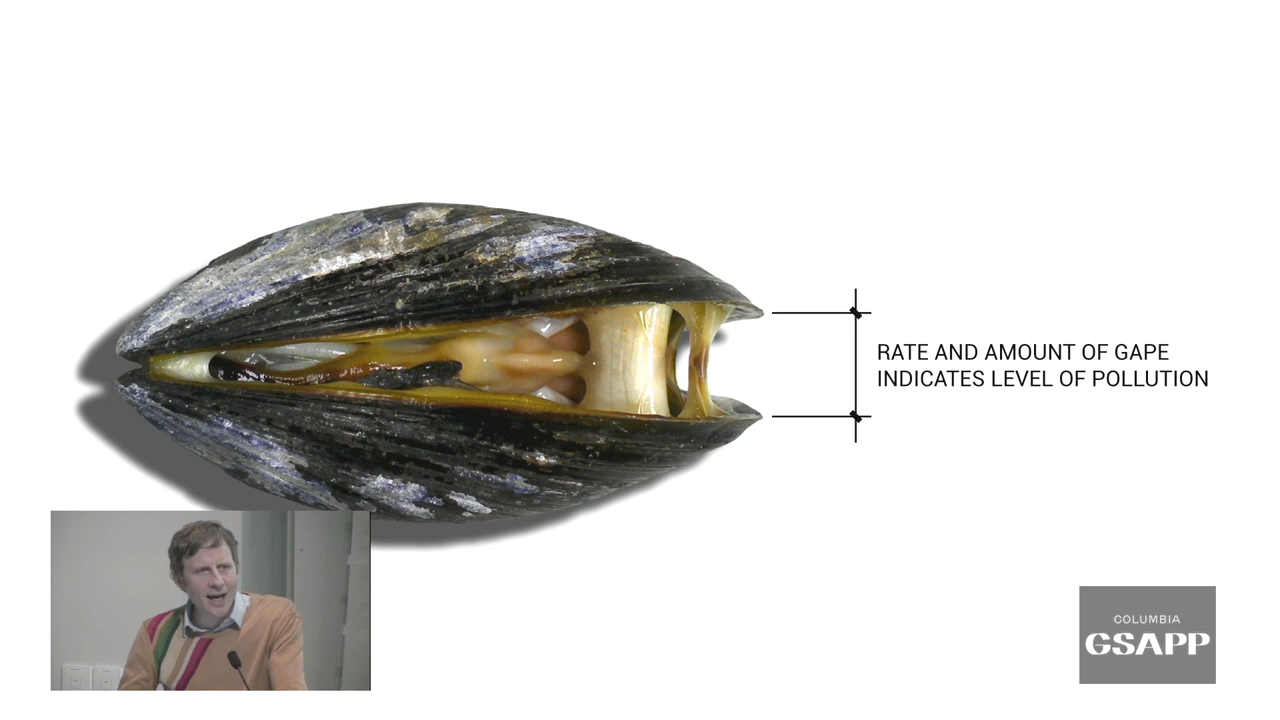 RATE AND AMOUNT OF GAPE
INDICATES LEVEL OF POLLUTION
COLUMBIA
GSAPP